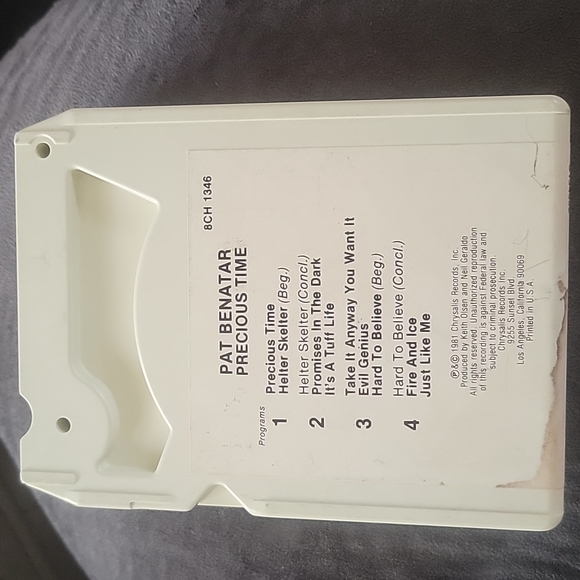 8CH 1346
PAT BENATAR
PRECIOUS TIME
Programs
1 Precious Time
Helter Skelter (Beg.)
2 Helter Skelter (Concl.)
Promises In The Dark
It's A Tuff Life
3 Take It Anyway You Want It
Evil Genius
Hard To Believe (Beg.)
4 Hard To Believe (Concl.)
Fire And Ice
Just Like Me
℗&© 1981 Chrysalis Records, Inc.
Produced by Keith Olsen and Neil Geraldo
All rights reserved. Unauthorized reproduction
of this recording is against Federal law and
subject to criminal prosecution.
Chrysalis Records Inc.
9255 Sunset Blvd
Los Angeles, California 90069
Printed in U.S.A.